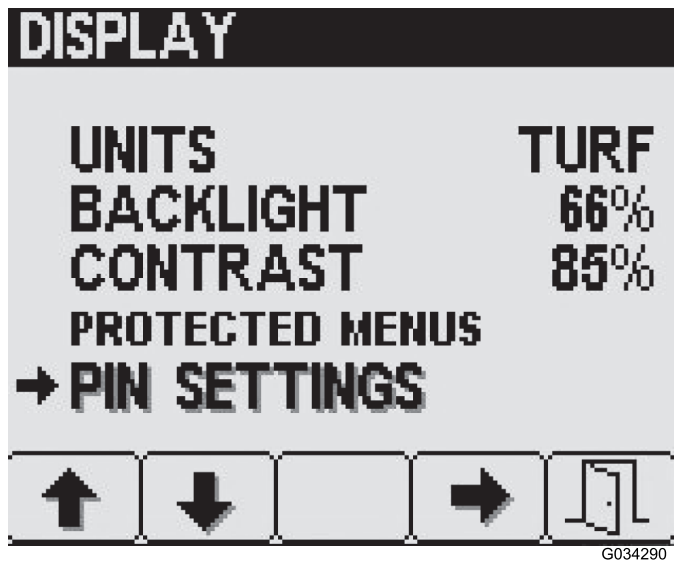 DISPLAY
UNITS TURF
BACKLIGHT 66%
CONTRAST 85%
PROTECTED MENUS
PIN SETTINGS
G034290